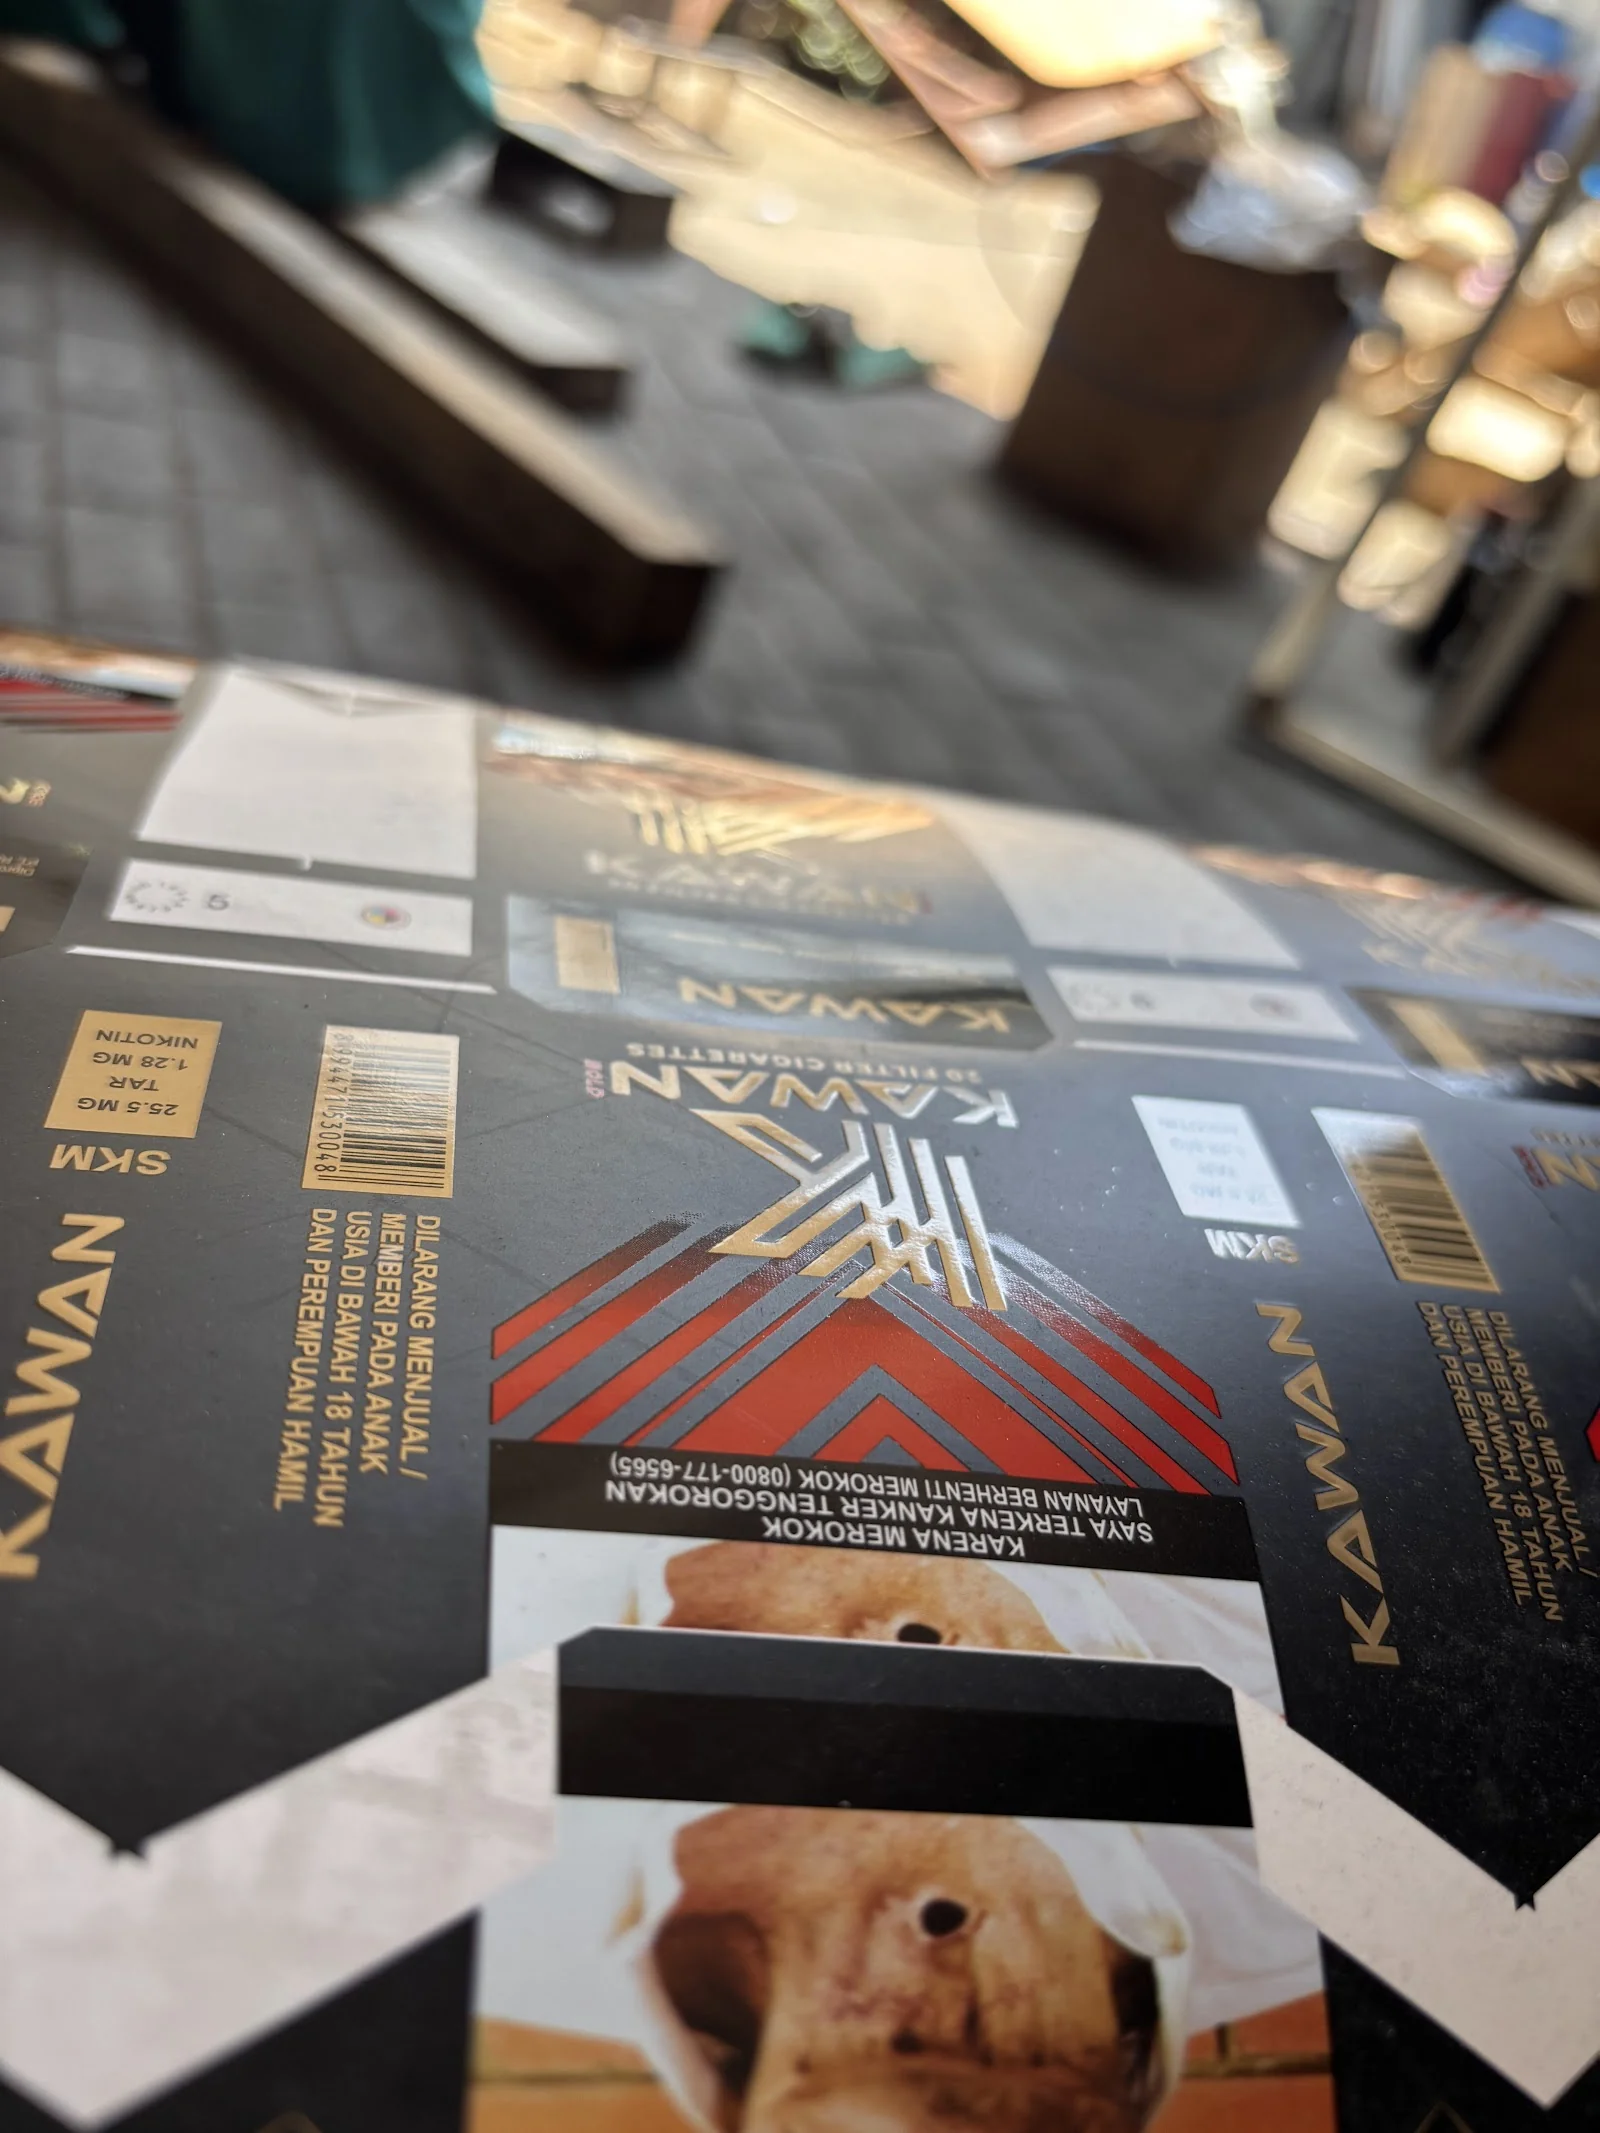 KAWAN
20 FILTER CIGARETTES
KAWAN
BOLD
KARENA MEROKOK
SAYA TERKENA KANKER TENGGOROKAN
LAYANAN BERHENTI MEROKOK (0800-177-6565)
25.5 MG
TAR
1.28 MG
NIKOTIN
SKM
KAWAN
8994471530048
DILARANG MENJUAL /
MEMBERI PADA ANAK
USIA DI BAWAH 18 TAHUN
DAN PEREMPUAN HAMIL
SKM
KAWAN
DILARANG MENJUAL /
MEMBERI PADA ANAK
USIA DI BAWAH 18 TAHUN
DAN PEREMPUAN HAMIL